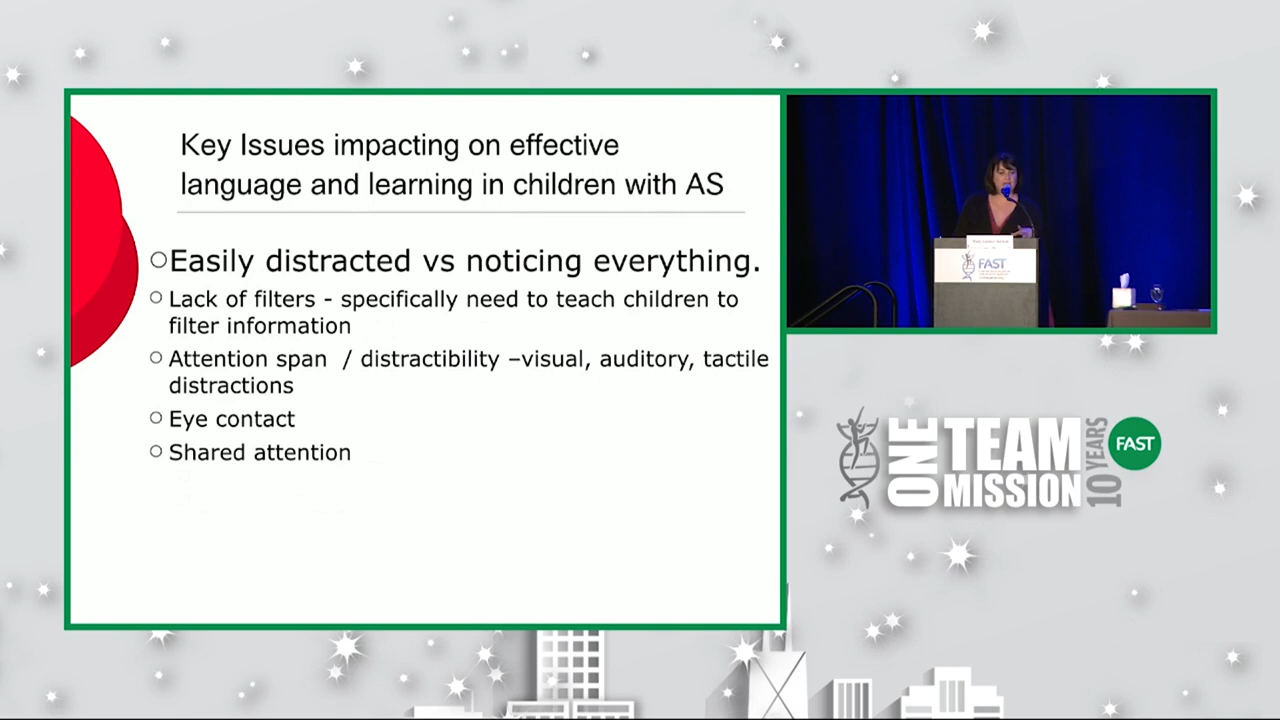 Key Issues impacting on effective
language and learning in children with AS
Easily distracted vs noticing everything.
Lack of filters - specifically need to teach children to
filter information
Attention span / distractibility –visual, auditory, tactile
distractions
Eye contact
Shared attention
FAST
ONE
TEAM
MISSION
10 YEARS
FAST